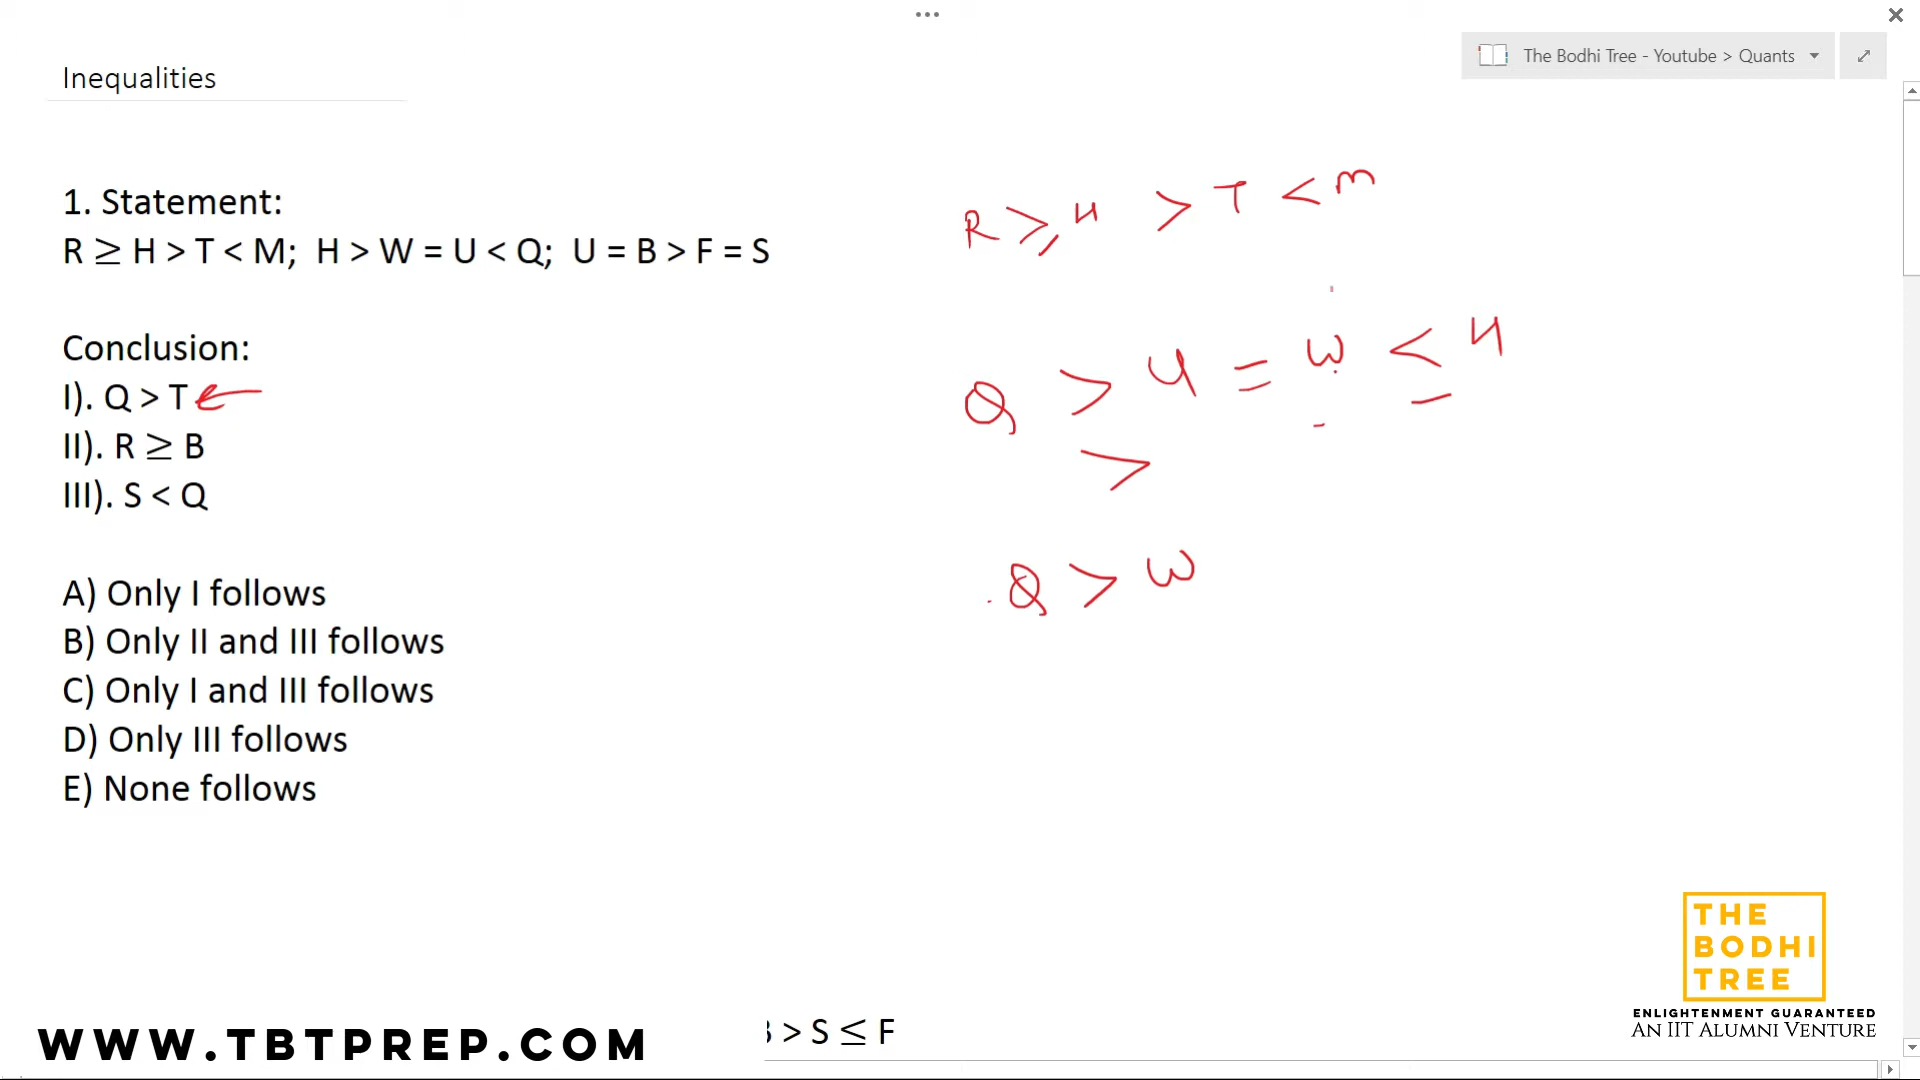 The Bodhi Tree - Youtube > Quants
Inequalities
1. Statement:
R ≥ H > T < M;  H > W = U < Q;  U = B > F = S
Conclusion:
I). Q > T
II). R ≥ B
III). S < Q
A) Only I follows
B) Only II and III follows
C) Only I and III follows
D) Only III follows
E) None follows
R ≥ H > T < M
Q > U = W < H
>
Q > W
THE
BODHI
TREE
ENLIGHTENMENT GUARANTEED
AN IIT ALUMNI VENTURE
WWW.TBTPREP.COM
> S ≤ F